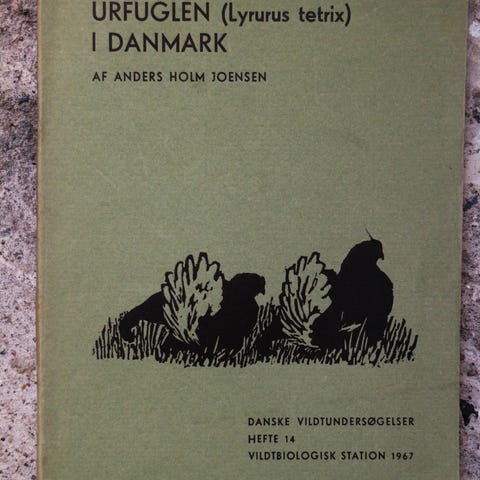 URFUGLEN (Lyrurus tetrix)
I DANMARK
AF ANDERS HOLM JOENSEN
DANSKE VILDTUNDERSØGELSER
HEFTE 14
VILDTBIOLOGISK STATION 1967